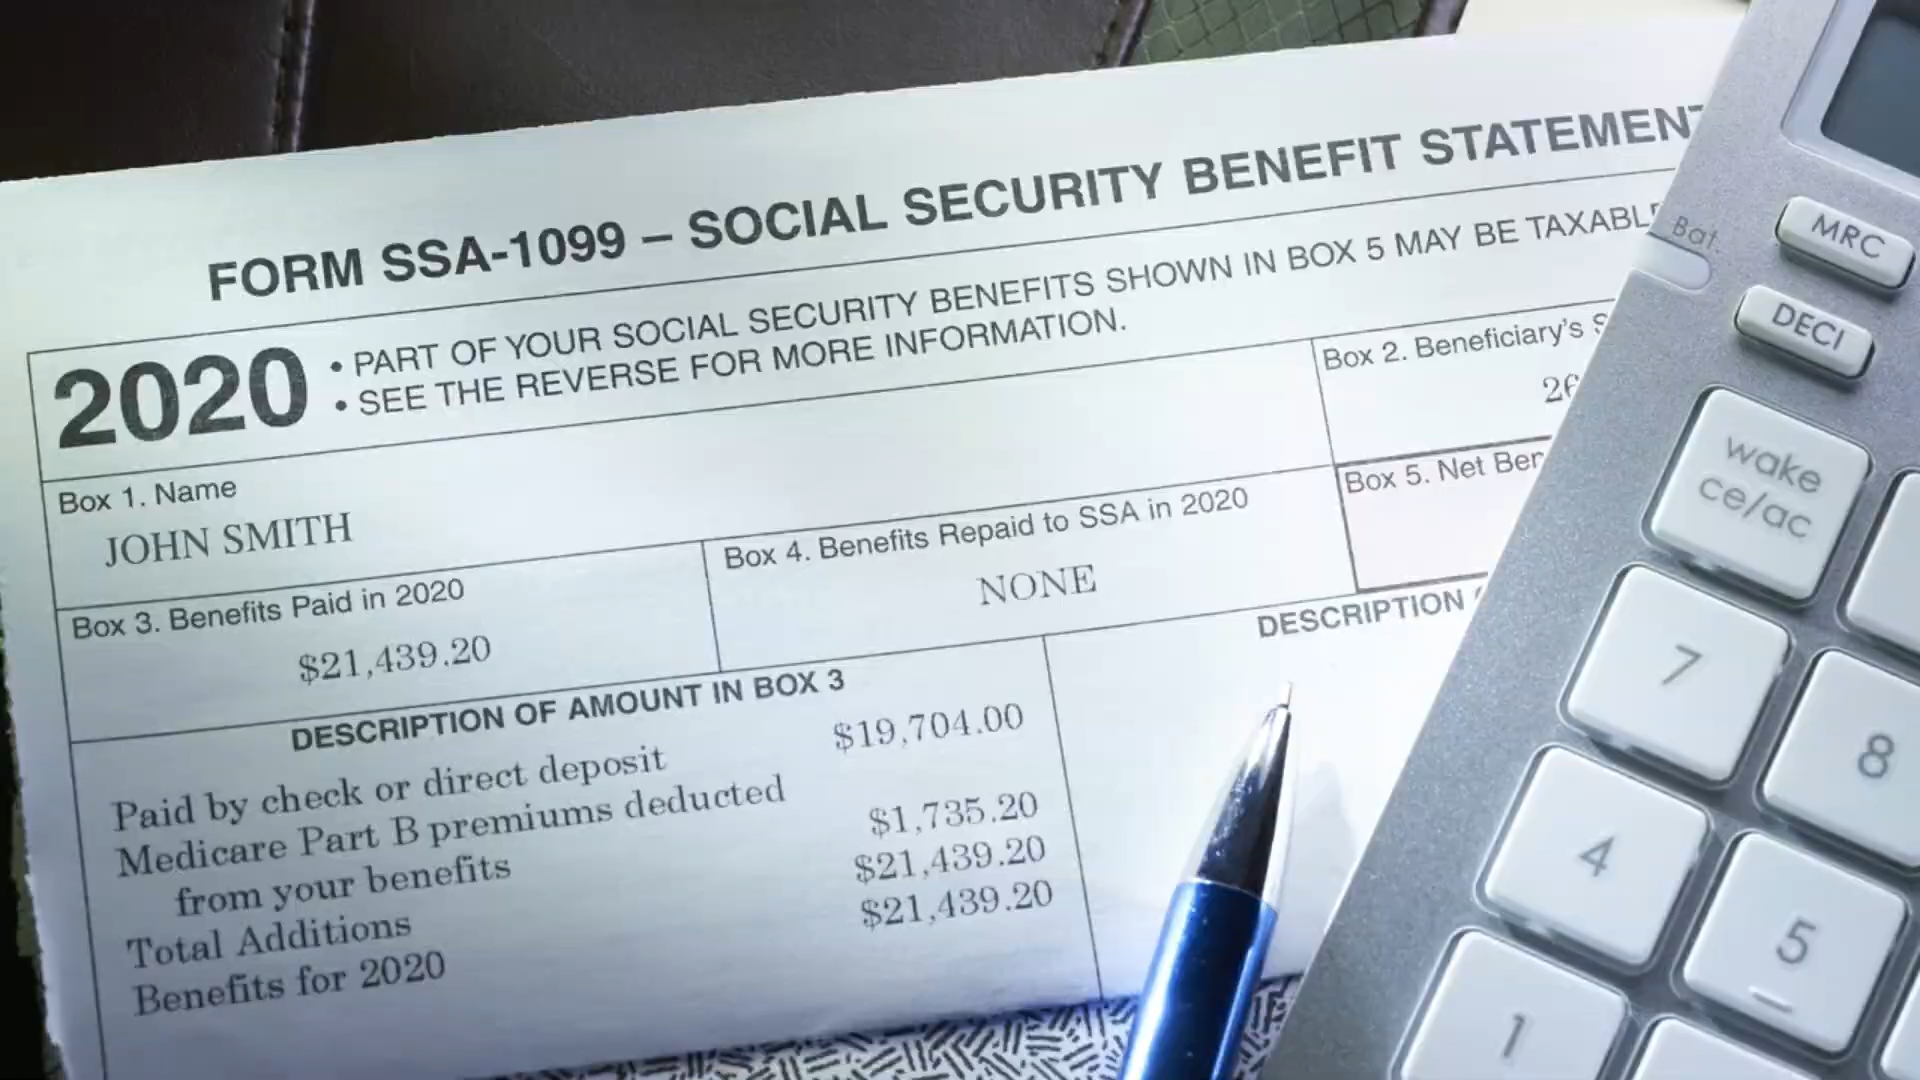 FORM SSA-1099 – SOCIAL SECURITY BENEFIT STATEMENT
2020
• PART OF YOUR SOCIAL SECURITY BENEFITS SHOWN IN BOX 5 MAY BE TAXABLE
• SEE THE REVERSE FOR MORE INFORMATION.
Box 1. Name
JOHN SMITH
Box 2. Beneficiary's
26
Box 3. Benefits Paid in 2020
$21,439.20
Box 4. Benefits Repaid to SSA in 2020
NONE
Box 5. Net Ben
DESCRIPTION OF AMOUNT IN BOX 3
Paid by check or direct deposit $19,704.00
Medicare Part B premiums deducted
from your benefits $1,735.20
Total Additions $21,439.20
Benefits for 2020 $21,439.20
DESCRIPTION
Bat.
MRC
DECI
wake
ce/ac
7
8
4
5
1